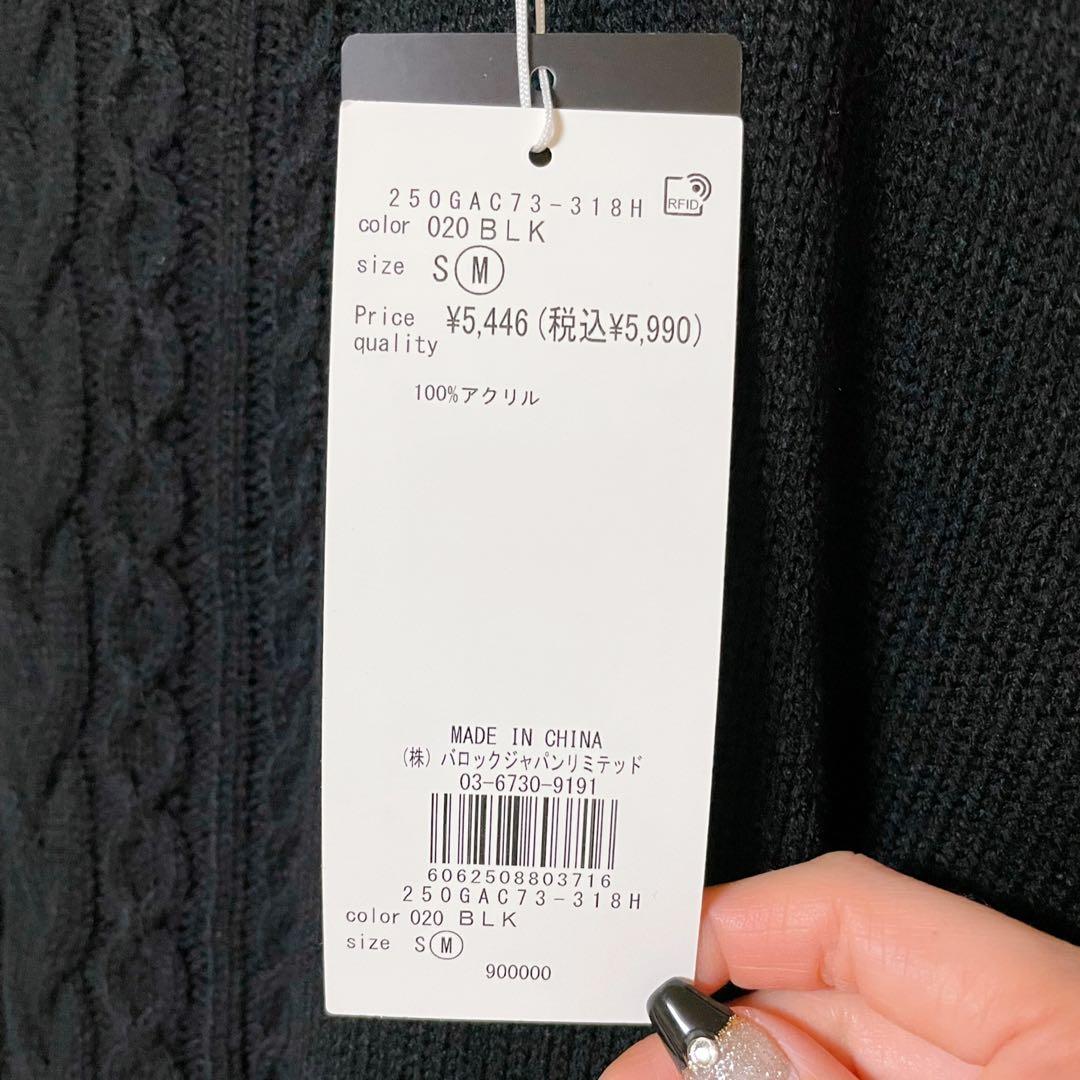 250GAC73-318H
RFID
color 020 BLK
size S M
Price ¥5,446(税込¥5,990)
quality
100%アクリル
MADE IN CHINA
(株) バロックジャパンリミテッド
03-6730-9191
6062508803716
250GAC73-318H
color 020 BLK
size S M
900000